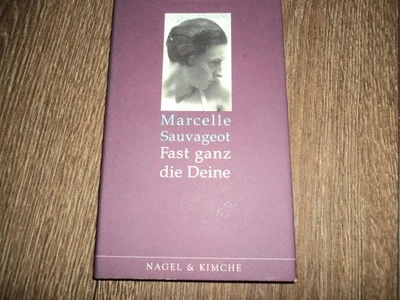 Marcelle
Sauvageot
Fast ganz
die Deine
NAGEL & KIMCHE